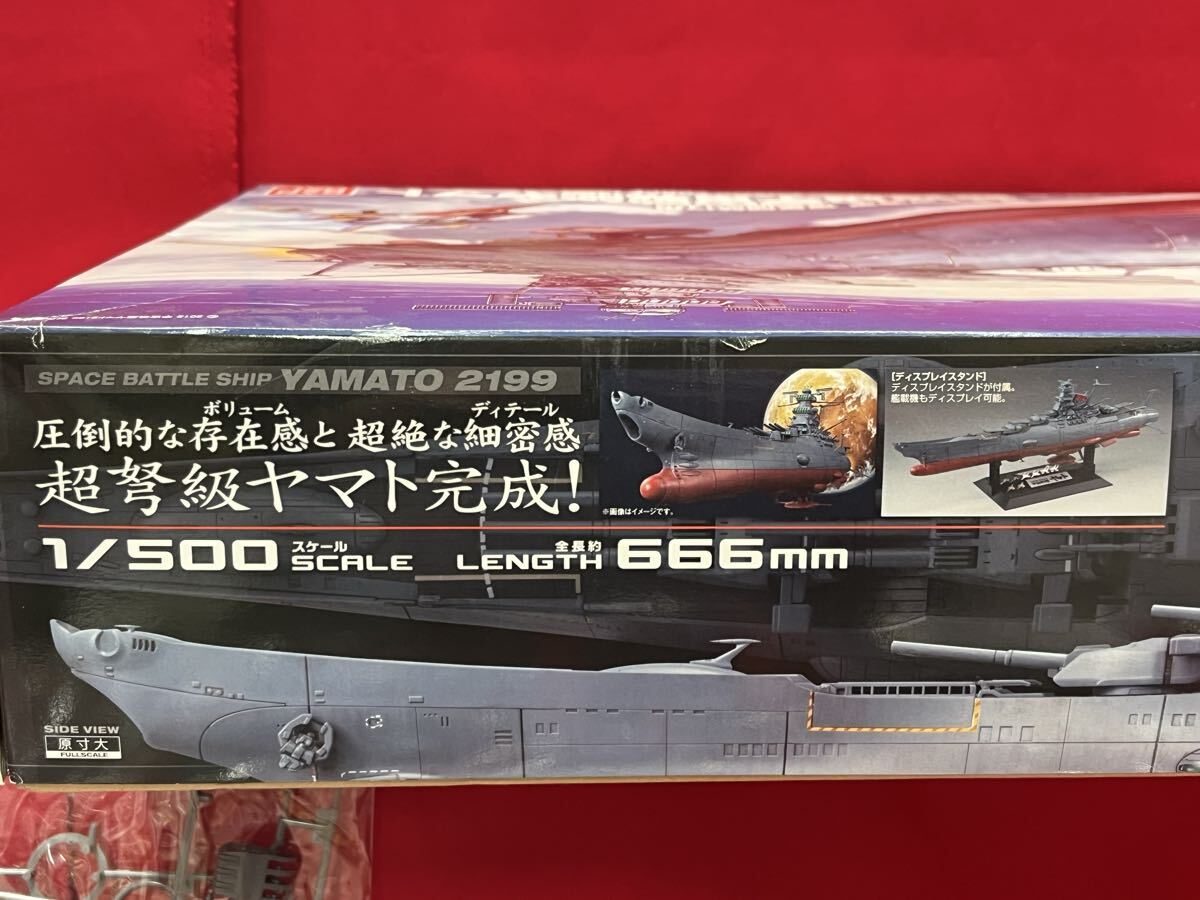 SPACE BATTLE SHIP YAMATO 2199
ボリューム ディテール
圧倒的な存在感と超絶な細密感
超弩級ヤマト完成!
※画像はイメージです。
[ディスプレイスタンド]
ディスプレイスタンドが付属。
艦載機もディスプレイ可能。
1/500 スケール SCALE 全長約 LENGTH 666mm
SIDE VIEW
原寸大
FULLSCALE